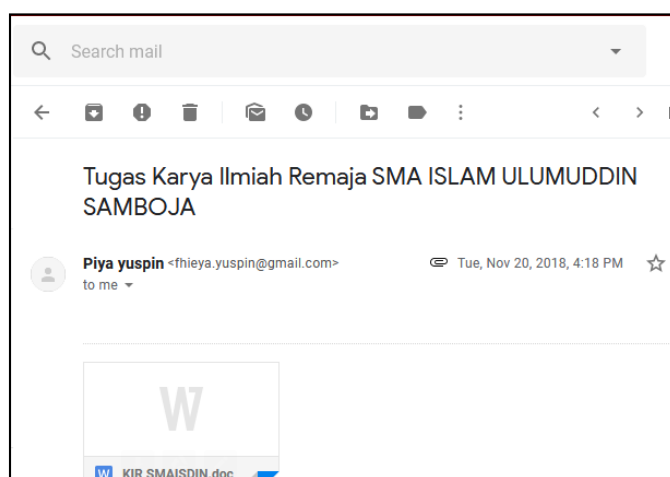 Search mail
Tugas Karya Ilmiah Remaja SMA ISLAM ULUMUDDIN
SAMBOJA
Piya yuspin <fhieya.yuspin@gmail.com> Tue, Nov 20, 2018, 4:18 PM
to me
W
W KIR SMAISDIN.doc